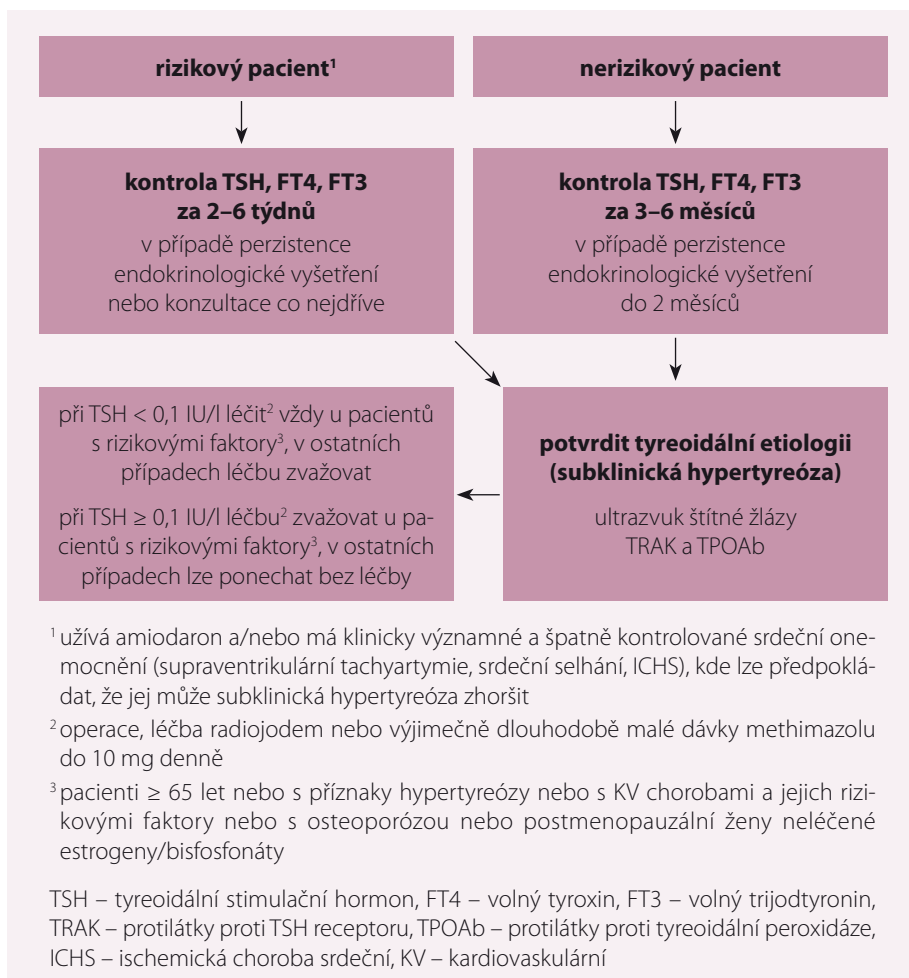 rizikový pacient1
nerizikový pacient
kontrola TSH, FT4, FT3
za 2–6 týdnů
v případě perzistence
endokrinologické vyšetření
nebo konzultace co nejdříve
kontrola TSH, FT4, FT3
za 3–6 měsíců
v případě perzistence
endokrinologické vyšetření
do 2 měsíců
při TSH < 0,1 IU/l léčit2 vždy u pacientů
s rizikovými faktory3, v ostatních
případech léčbu zvažovat
při TSH ≥ 0,1 IU/l léčbu2 zvažovat u pa-
cientů s rizikovými faktory3, v ostatních
případech lze ponechat bez léčby
potvrdit tyreoidální etiologii
(subklinická hypertyreóza)
ultrazvuk štítné žlázy
TRAK a TPOAb
1 užívá amiodaron a/nebo má klinicky významné a špatně kontrolované srdeční one-
mocnění (supraventrikulární tachyartymie, srdeční selhání, ICHS), kde lze předpoklá-
dat, že jej může subklinická hypertyreóza zhoršit
2 operace, léčba radiojodem nebo výjimečně dlouhodobě malé dávky methimazolu
do 10 mg denně
3 pacienti ≥ 65 let nebo s příznaky hypertyreózy nebo s KV chorobami a jejich rizi-
kovými faktory nebo s osteoporózou nebo postmenopauzální ženy neléčené
estrogeny/bisfosfonáty
TSH – tyreoidální stimulační hormon, FT4 – volný tyroxin, FT3 – volný trijodtyronin,
TRAK – protilátky proti TSH receptoru, TPOAb – protilátky proti tyreoidální peroxidáze,
ICHS – ischemická choroba srdeční, KV – kardiovaskulární